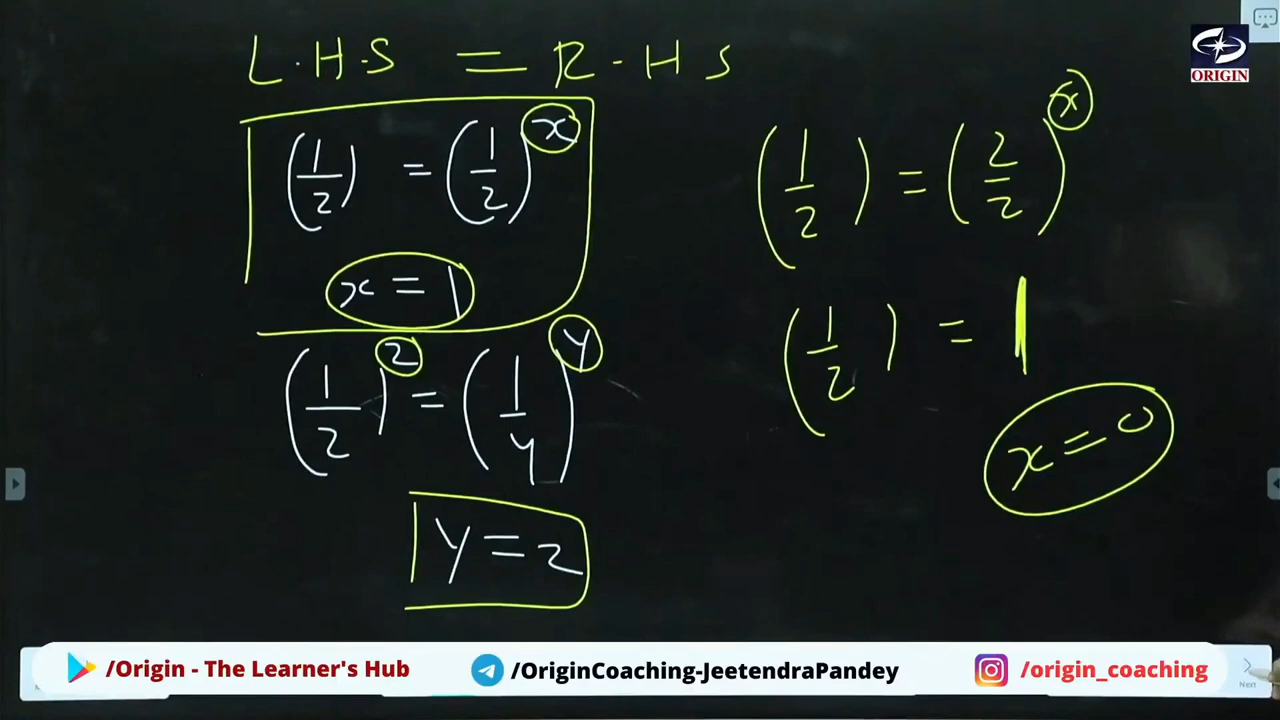 L.H.S = R.H S
(1/2) = (1/2)^x
x = 1
(1/2)^2 = (1/y)^y
y = 2
(1/2) = (2/2)^x
(1/2) = 1
x = 0
ORIGIN
/Origin - The Learner's Hub
/OriginCoaching-JeetendraPandey
/origin_coaching
Next